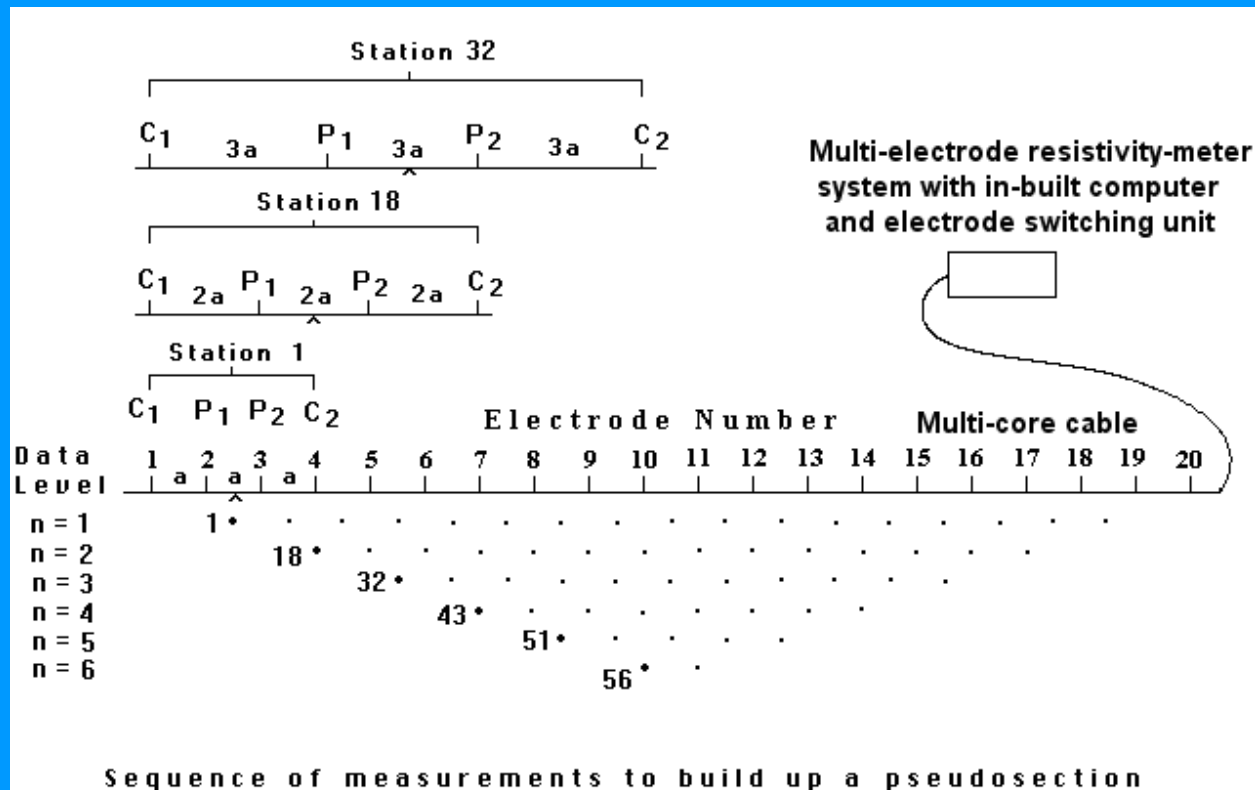 Station 32
C1 P1 P2 C2
3a 3a 3a
Station 18
C1 P1 P2 C2
2a 2a 2a
Station 1
C1 P1 P2 C2
Multi-electrode resistivity-meter
system with in-built computer
and electrode switching unit
Electrode Number
Multi-core cable
Data
Level
1 2 3 4 5 6 7 8 9 10 11 12 13 14 15 16 17 18 19 20
a a a
n = 1 1
n = 2 18
n = 3 32
n = 4 43
n = 5 51
n = 6 56
Sequence of measurements to build up a pseudosection